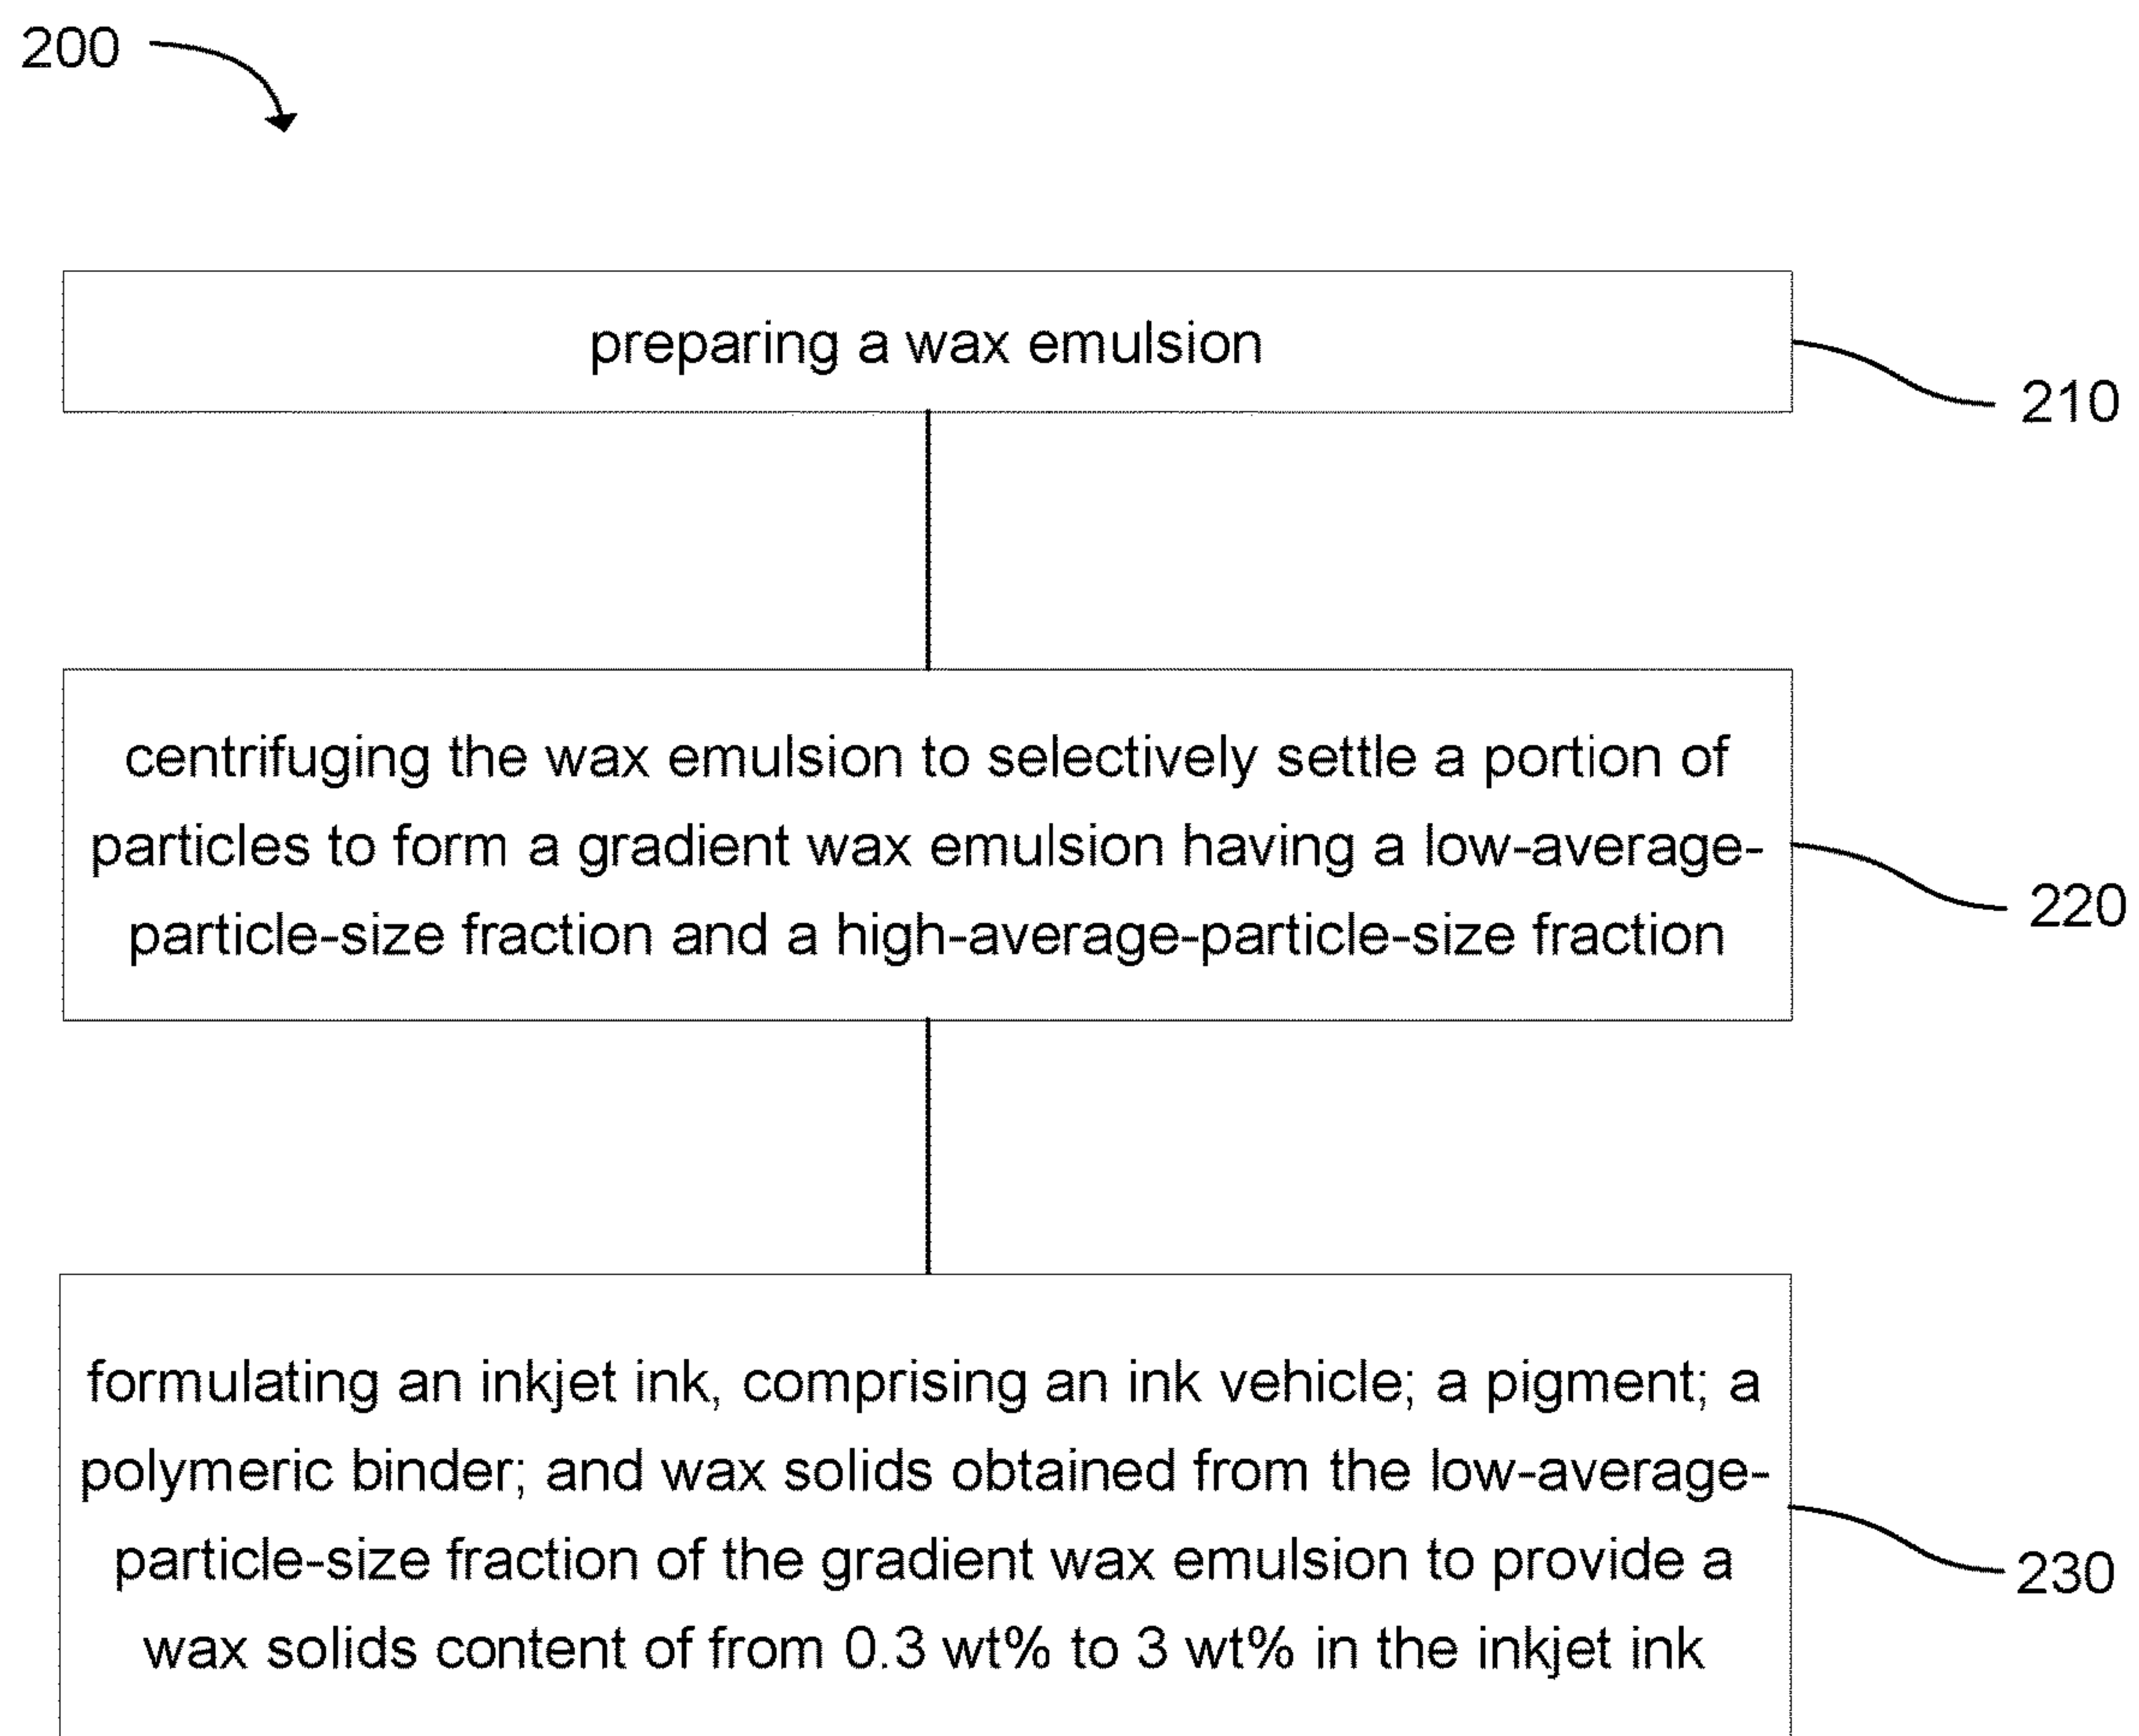 200
preparing a wax emulsion
210
centrifuging the wax emulsion to selectively settle a portion of
particles to form a gradient wax emulsion having a low-average-
particle-size fraction and a high-average-particle-size fraction
220
formulating an inkjet ink, comprising an ink vehicle; a pigment; a
polymeric binder; and wax solids obtained from the low-average-
particle-size fraction of the gradient wax emulsion to provide a
wax solids content of from 0.3 wt% to 3 wt% in the inkjet ink
230